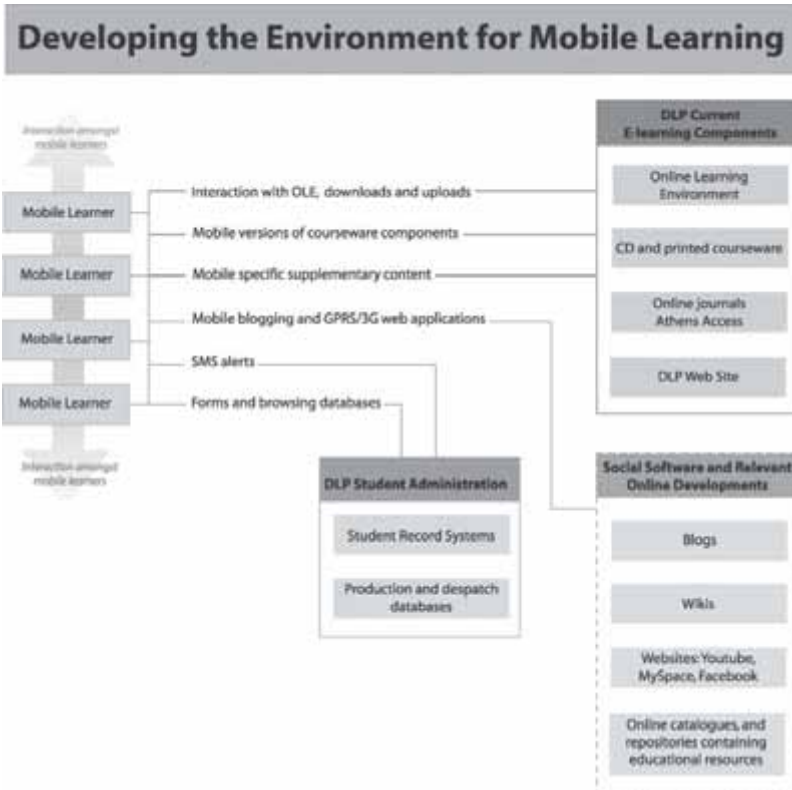 Developing the Environment for Mobile Learning
Interaction amongst
mobile learners
Mobile Learner
Mobile Learner
Mobile Learner
Mobile Learner
Interaction amongst
mobile learners
Interaction with OLE, downloads and uploads
Mobile versions of courseware components
Mobile specific supplementary content
Mobile blogging and GPRS/3G web applications
SMS alerts
Forms and browsing databases
DLP Current
E-learning Components
Online Learning
Environment
CD and printed courseware
Online journals
Athens Access
DLP Web Site
DLP Student Administration
Student Record Systems
Production and despatch
databases
Social Software and Relevant
Online Developments
Blogs
Wikis
Websites: Youtube,
MySpace, Facebook
Online catalogues, and
repositories containing
educational resources